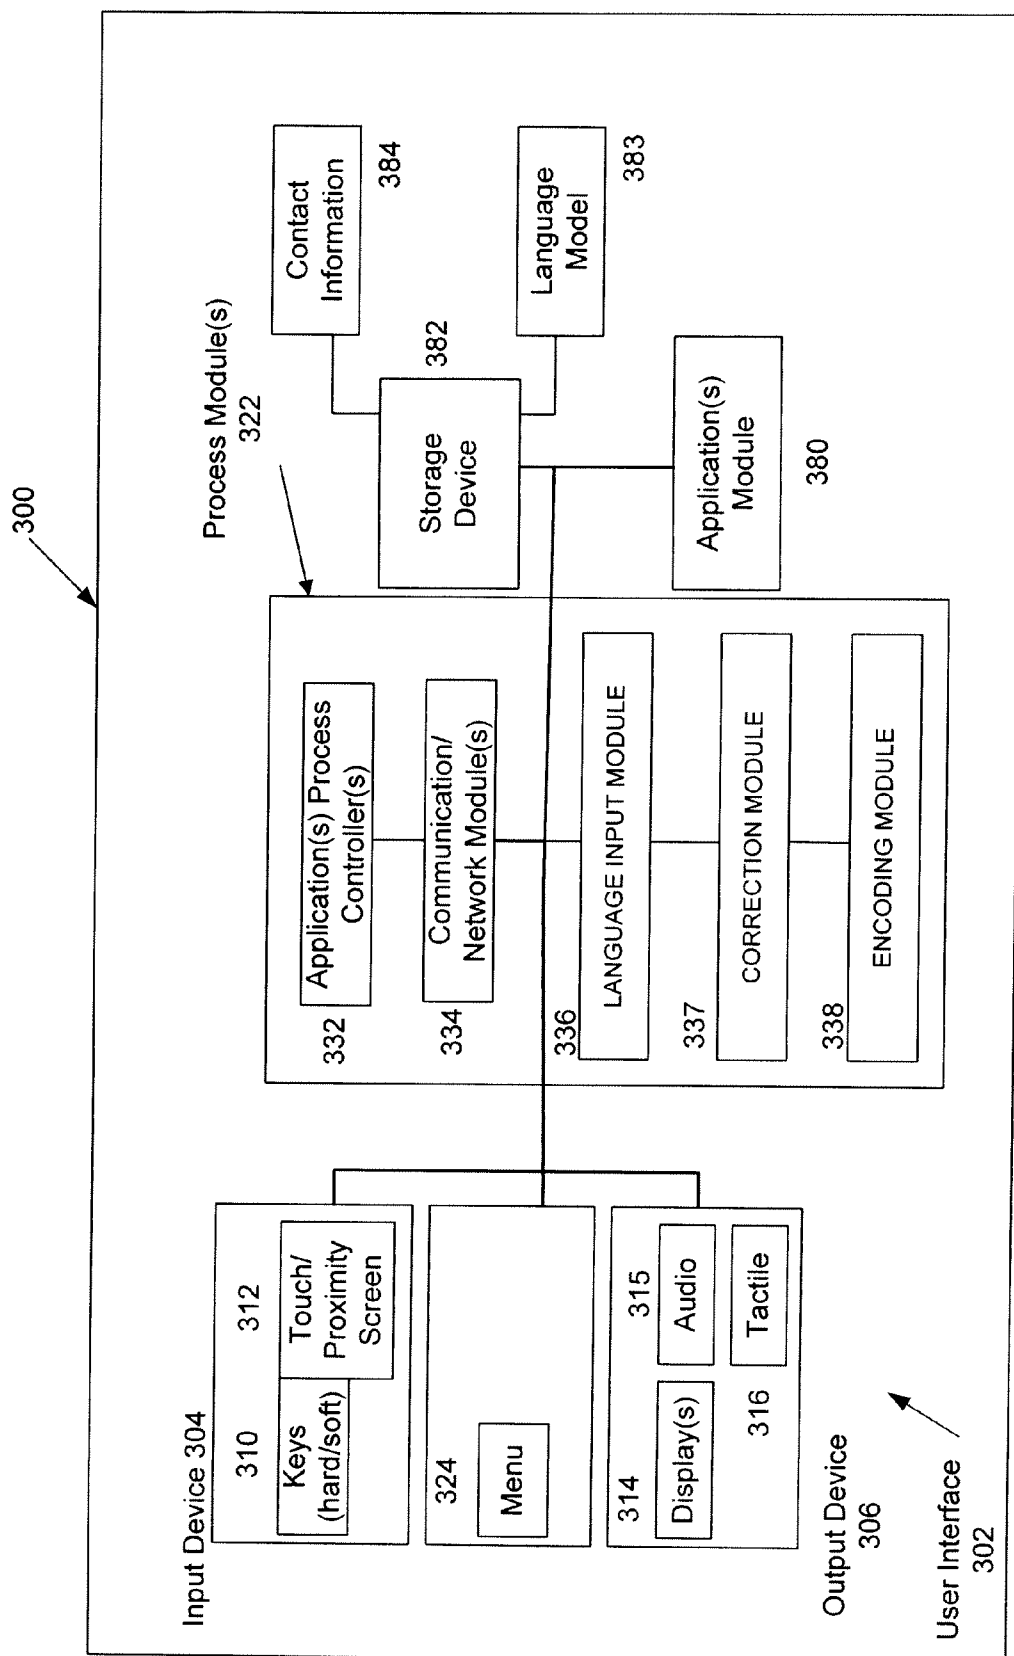 300
Input Device 304
310
Keys
(hard/soft)
312
Touch/
Proximity
Screen
324
Menu
314
Display(s)
315
Audio
316
Tactile
Output Device
306
User Interface
302
Process Module(s)
322
332
Application(s) Process
Controller(s)
334
Communication/
Network Module(s)
336
LANGUAGE INPUT MODULE
337
CORRECTION MODULE
338
ENCODING MODULE
Storage
Device
382
Contact
Information
384
Language
Model
383
Application(s)
Module
380